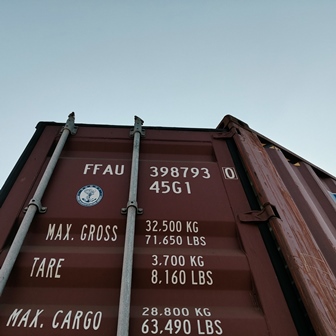 FFAU 398793 0
45G1
MAX. GROSS 32.500 KG
71.650 LBS
TARE 3,700 KG
8.160 LBS
MAX. CARGO 28.800 KG
63.490 LBS